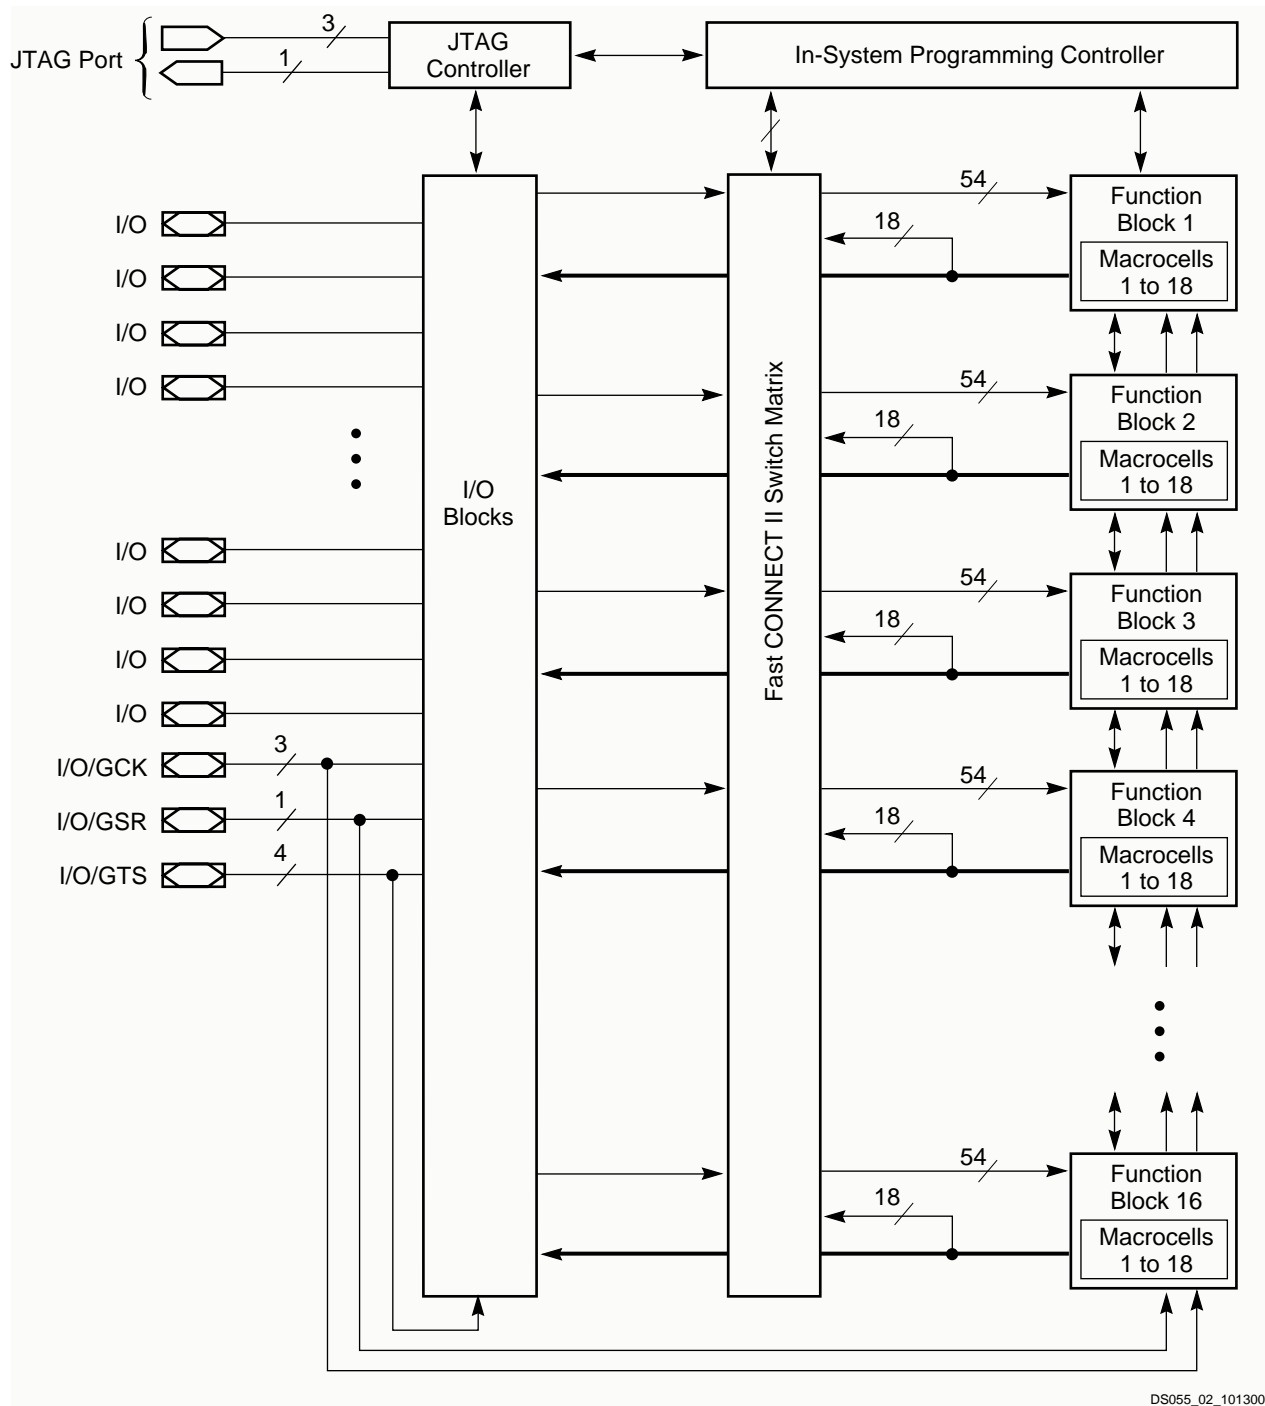 JTAG Port
3
1
JTAG
Controller
In-System Programming Controller
I/O
I/O
I/O
I/O
I/O
I/O
I/O
I/O
I/O/GCK
3
I/O/GSR
1
I/O/GTS
4
I/O
Blocks
Fast CONNECT II Switch Matrix
54
18
Function
Block 1
Macrocells
1 to 18
54
18
Function
Block 2
Macrocells
1 to 18
54
18
Function
Block 3
Macrocells
1 to 18
54
18
Function
Block 4
Macrocells
1 to 18
54
18
Function
Block 16
Macrocells
1 to 18
DS055_02_101300